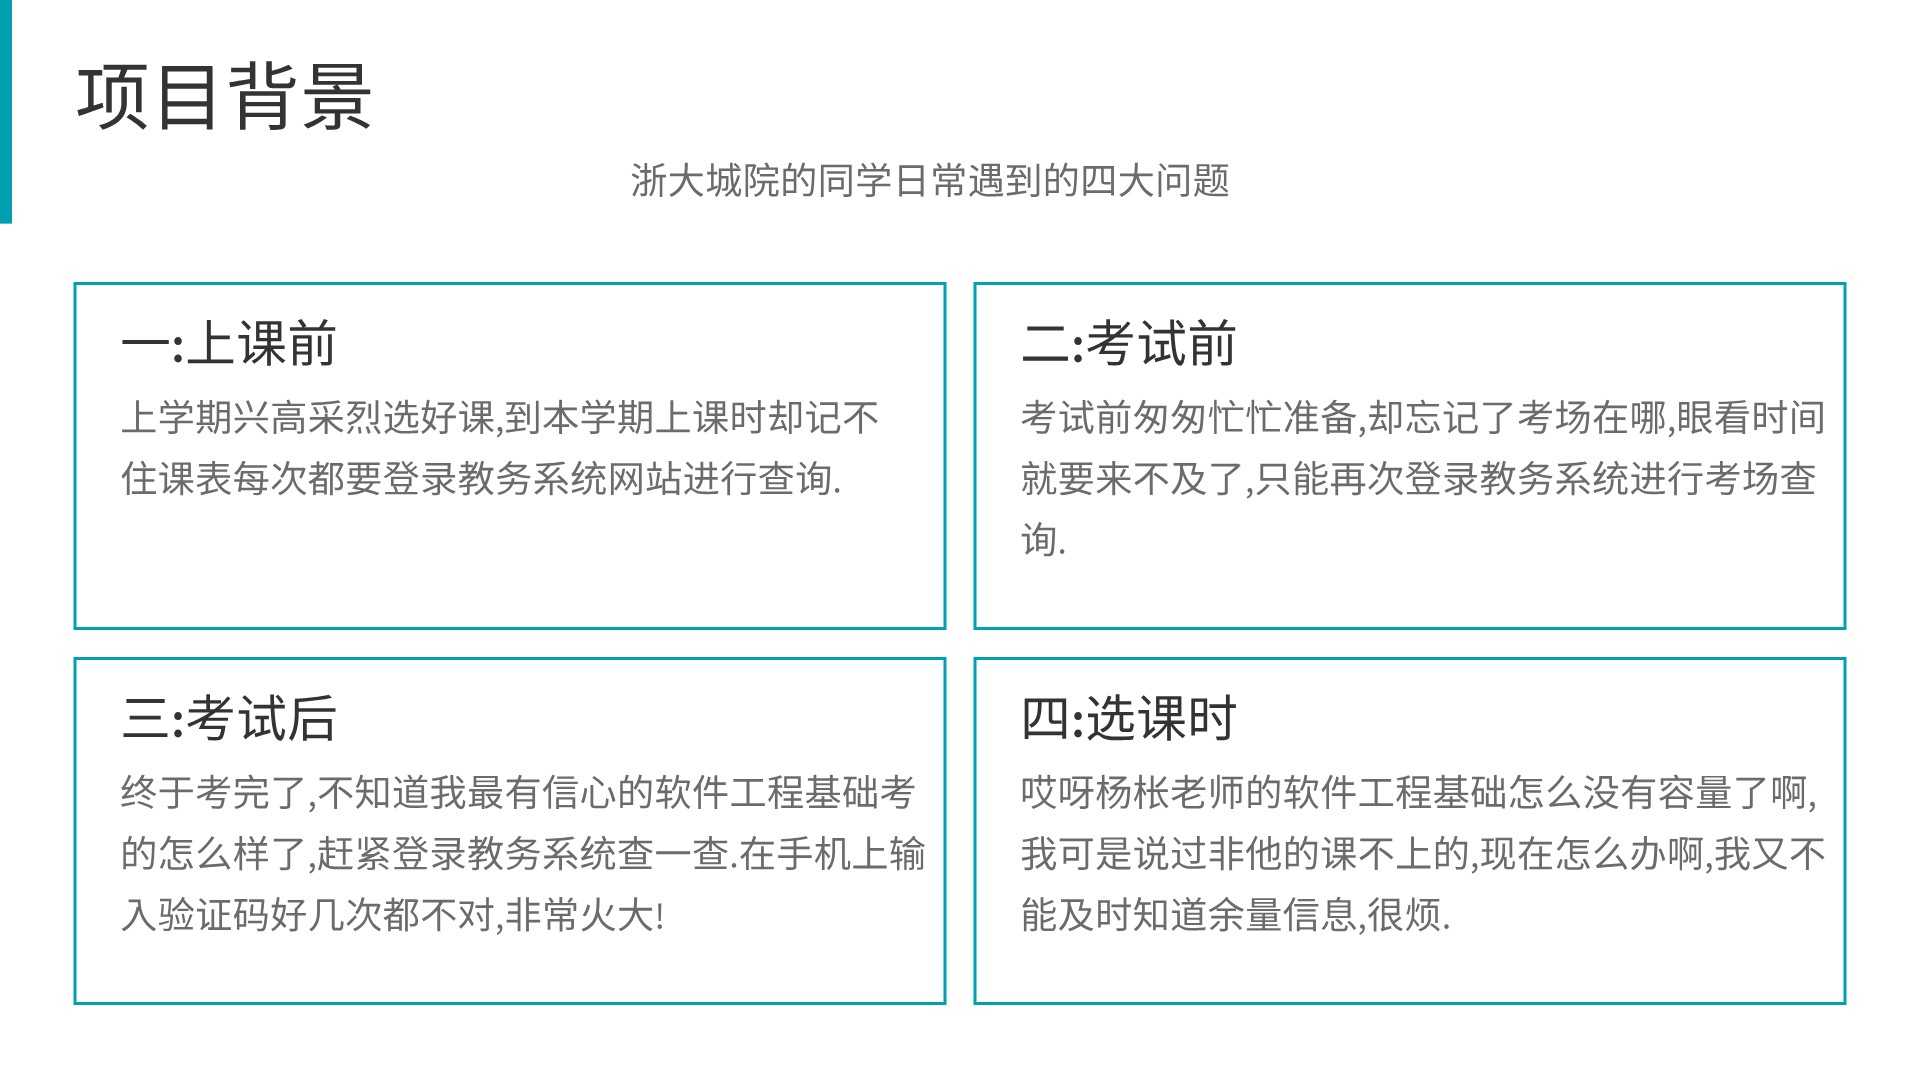 项目背景
浙大城院的同学日常遇到的四大问题
一:上课前
上学期兴高采烈选好课,到本学期上课时却记不
住课表每次都要登录教务系统网站进行查询.
二:考试前
考试前匆匆忙忙准备,却忘记了考场在哪,眼看时间
就要来不及了,只能再次登录教务系统进行考场查
询.
三:考试后
终于考完了,不知道我最有信心的软件工程基础考
的怎么样了,赶紧登录教务系统查一查.在手机上输
入验证码好几次都不对,非常火大!
四:选课时
哎呀杨枨老师的软件工程基础怎么没有容量了啊,
我可是说过非他的课不上的,现在怎么办啊,我又不
能及时知道余量信息,很烦.